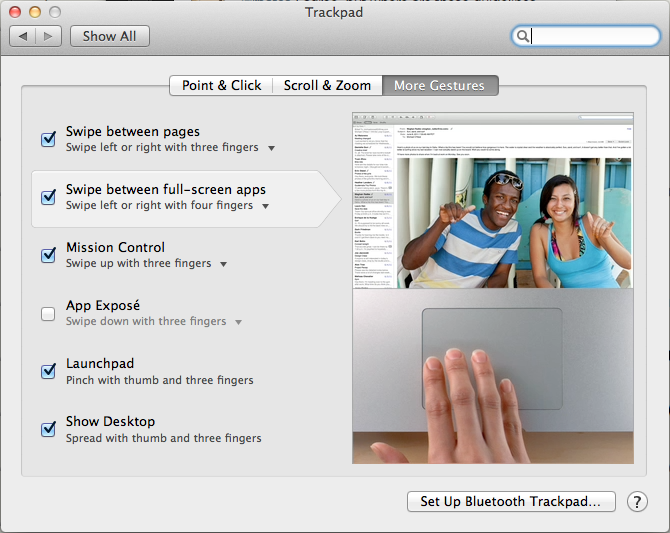 Trackpad
Show All
Point & Click
Scroll & Zoom
More Gestures
Swipe between pages
Swipe left or right with three fingers
Swipe between full-screen apps
Swipe left or right with four fingers
Mission Control
Swipe up with three fingers
App Exposé
Swipe down with three fingers
Launchpad
Pinch with thumb and three fingers
Show Desktop
Spread with thumb and three fingers
Set Up Bluetooth Trackpad...
?